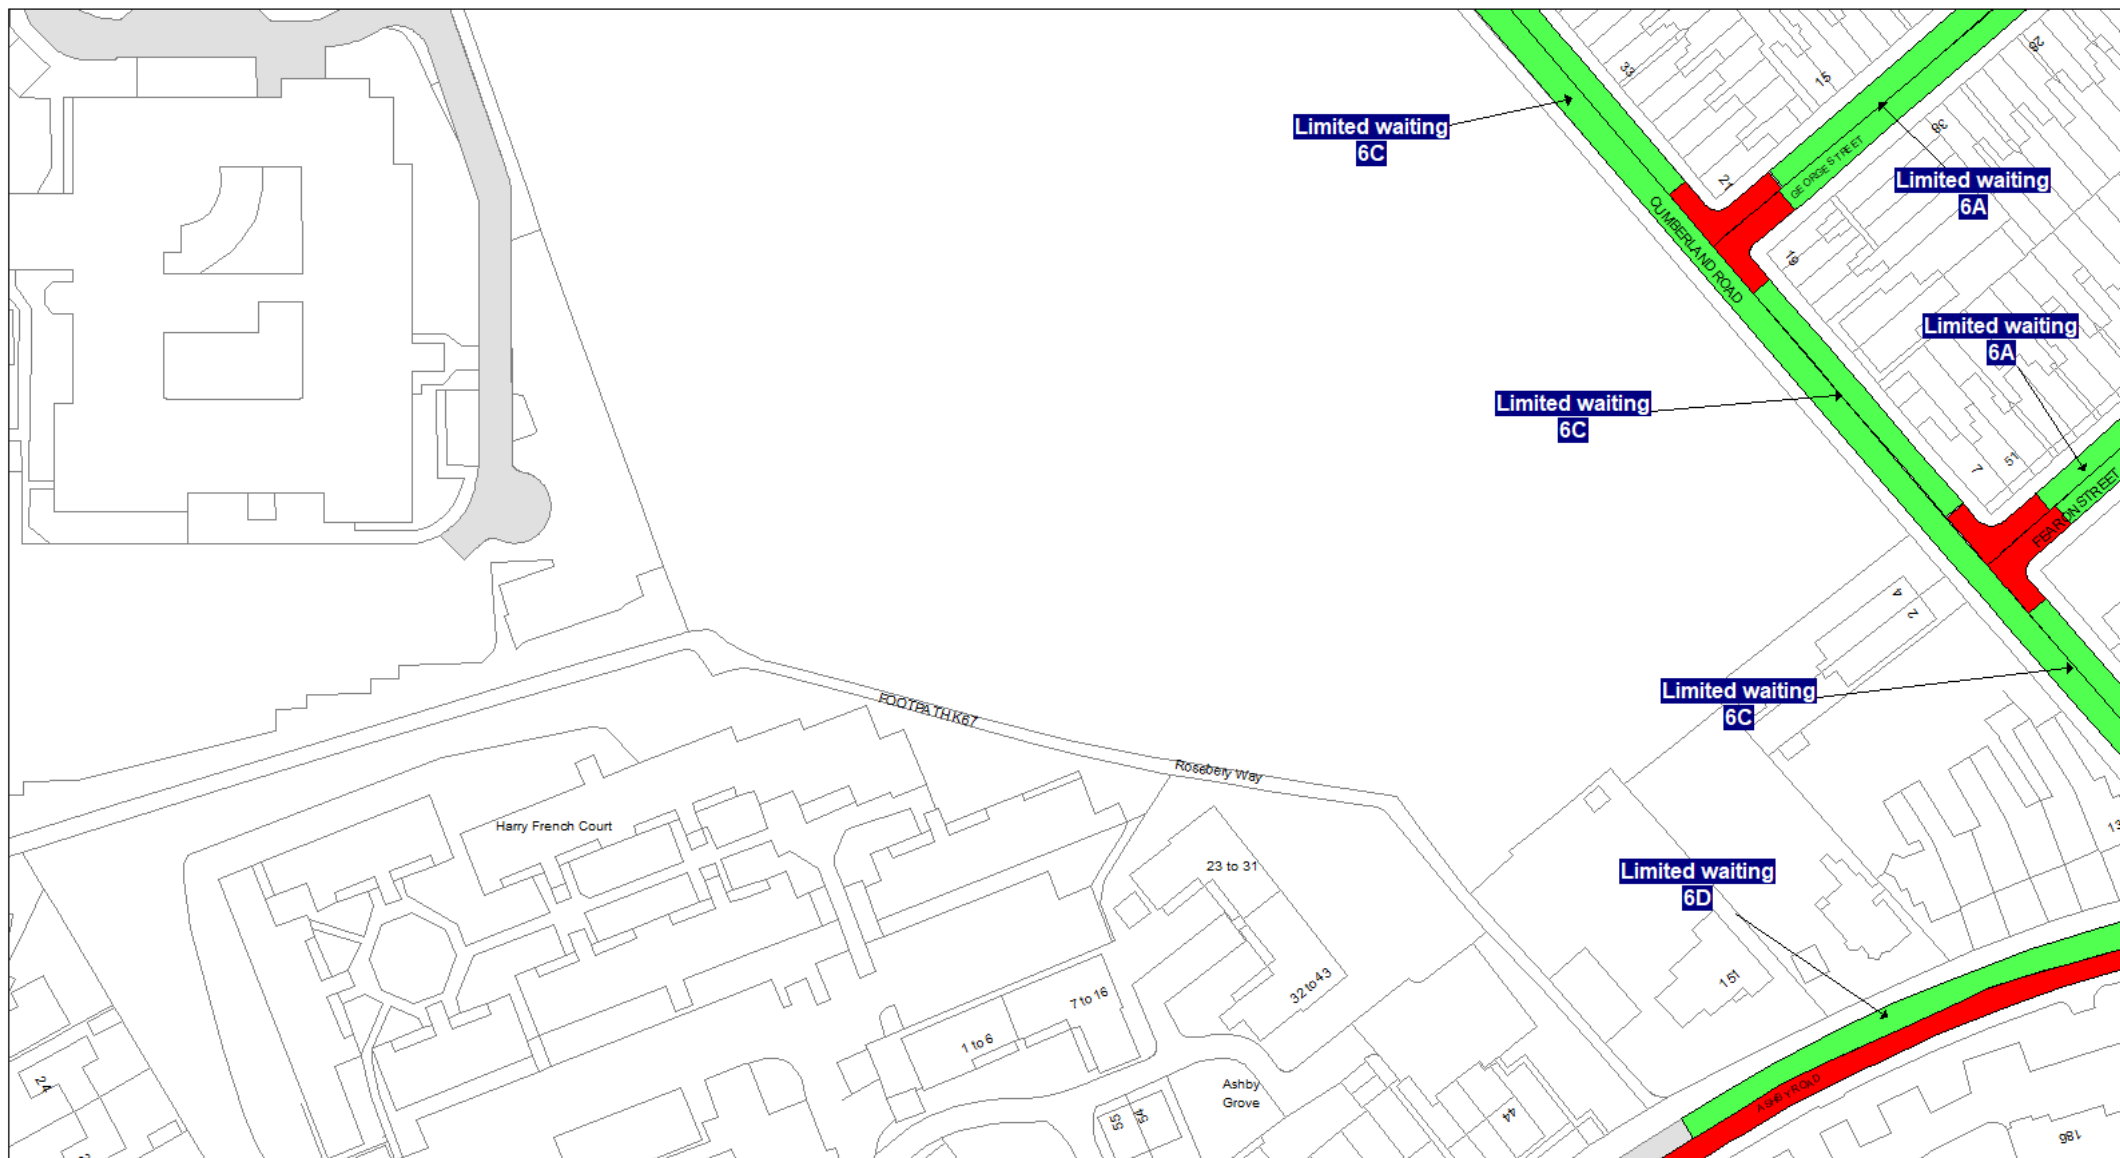 33
15
28
38
Limited waiting
6C
Limited waiting
6A
21
GEORGE STREET
CUMBERLAND ROAD
19
Limited waiting
6A
Limited waiting
6C
7
51
FEARON STREET
4
2
Limited waiting
6C
FOOTPATH K67
Rosebery Way
Harry French Court
23 to 31
Limited waiting
6D
151
32 to 43
7 to 16
1 to 6
24
Ashby
Grove
55
54
44
ASHBY ROAD
186